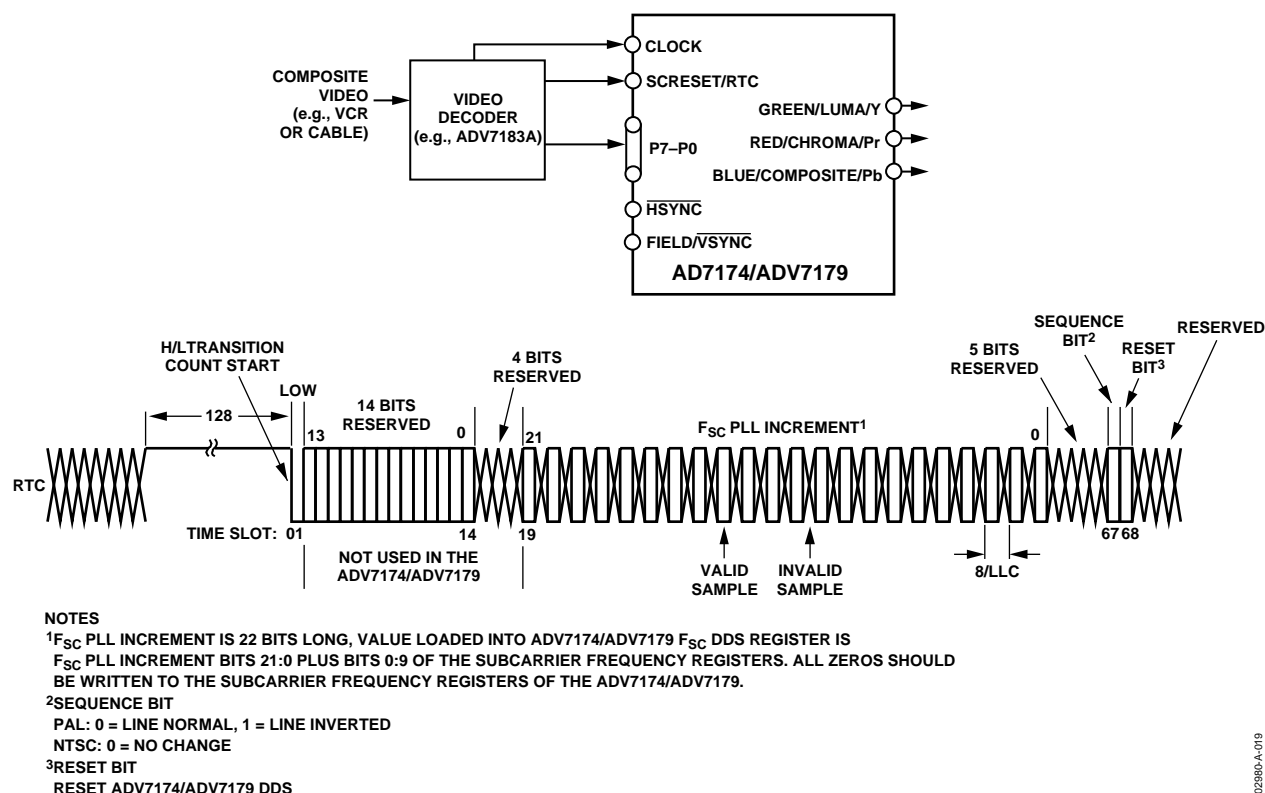 CLOCK
COMPOSITE
VIDEO
(e.g., VCR
OR CABLE)
VIDEO
DECODER
(e.g., ADV7183A)
SCRESET/RTC
P7–P0
HSYNC
FIELD/VSYNC
GREEN/LUMA/Y
RED/CHROMA/Pr
BLUE/COMPOSITE/Pb
AD7174/ADV7179
H/LTRANSITION
COUNT START
LOW
128
13
14 BITS
RESERVED
0
4 BITS
RESERVED
21
FSC PLL INCREMENT1
0
5 BITS
RESERVED
SEQUENCE
BIT2
RESET
BIT3
RESERVED
RTC
TIME SLOT: 01
14
19
67 68
NOT USED IN THE
ADV7174/ADV7179
VALID
SAMPLE
INVALID
SAMPLE
8/LLC
NOTES
1FSC PLL INCREMENT IS 22 BITS LONG, VALUE LOADED INTO ADV7174/ADV7179 FSC DDS REGISTER IS
FSC PLL INCREMENT BITS 21:0 PLUS BITS 0:9 OF THE SUBCARRIER FREQUENCY REGISTERS. ALL ZEROS SHOULD
BE WRITTEN TO THE SUBCARRIER FREQUENCY REGISTERS OF THE ADV7174/ADV7179.
2SEQUENCE BIT
PAL: 0 = LINE NORMAL, 1 = LINE INVERTED
NTSC: 0 = NO CHANGE
3RESET BIT
RESET ADV7174/ADV7179 DDS
02980-A-019